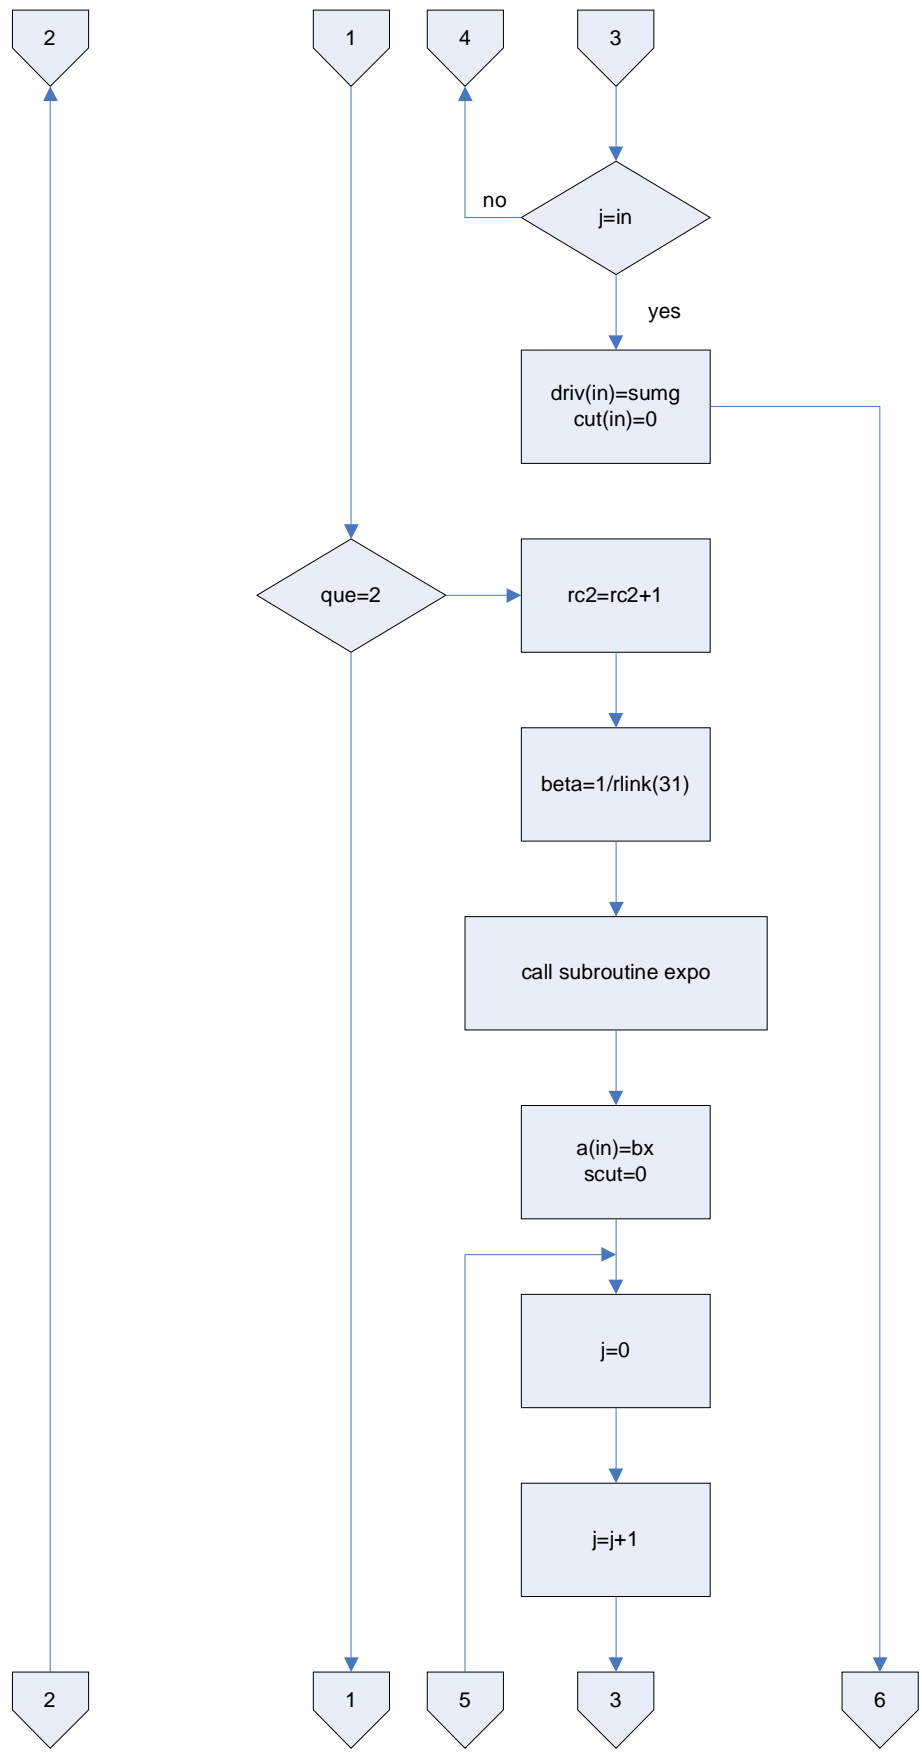 2
1
4
3
no
j=in
yes
driv(in)=sumg
cut(in)=0
que=2
rc2=rc2+1
beta=1/rlink(31)
call subroutine expo
a(in)=bx
scut=0
j=0
j=j+1
2
1
5
3
6